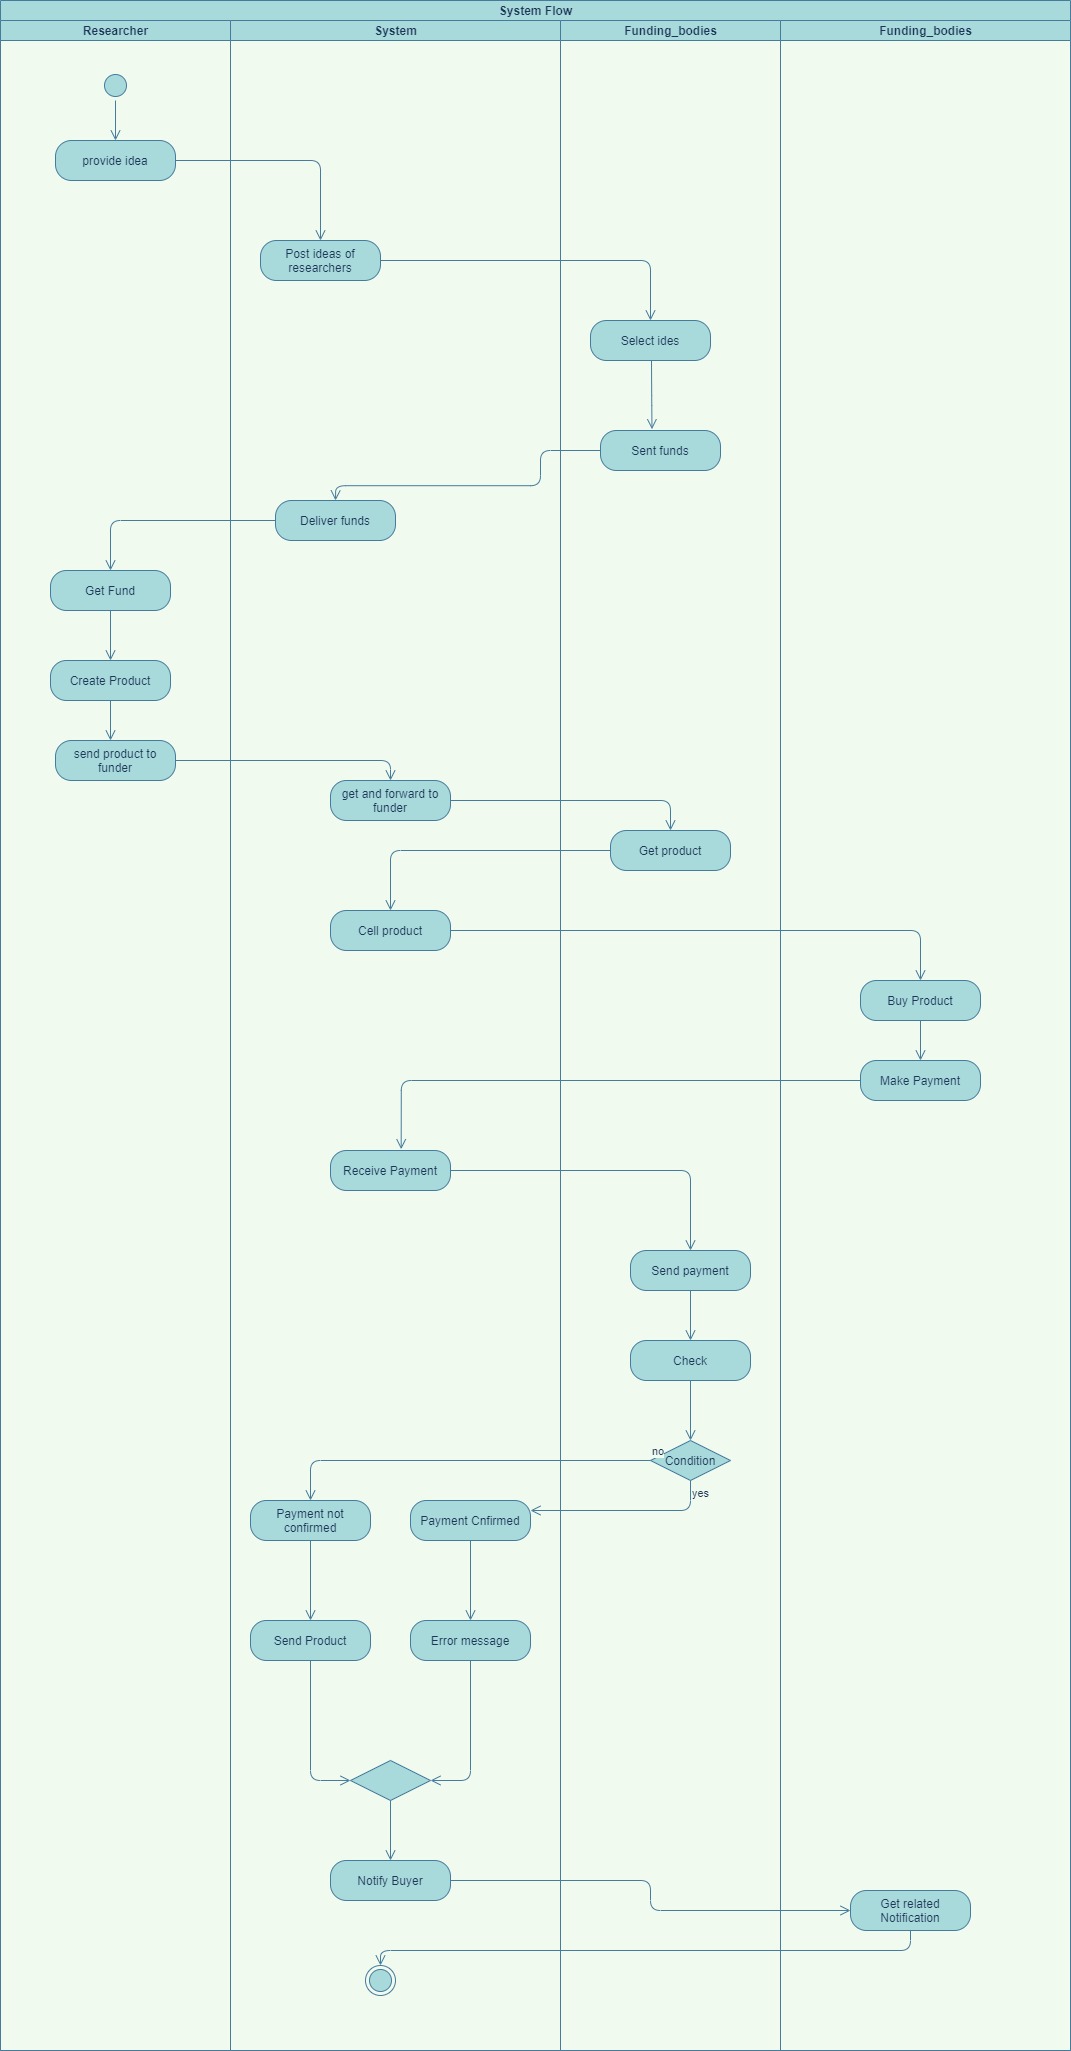 System Flow
Researcher
System
Funding_bodies
Funding_bodies
provide idea
Post ideas of
researchers
Select ides
Sent funds
Deliver funds
Get Fund
Create Product
send product to
funder
get and forward to
funder
Get product
Cell product
Buy Product
Make Payment
Receive Payment
Send payment
Check
no
Condition
yes
Payment not
confirmed
Payment Cnfirmed
Send Product
Error message
Notify Buyer
Get related
Notification